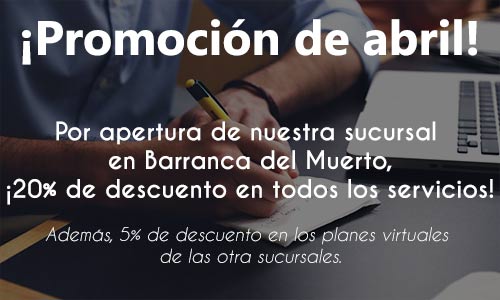 ¡Promoción de abril!
Por apertura de nuestra sucursal
en Barranca del Muerto,
¡20% de descuento en todos los servicios!
Además, 5% de descuento en los planes virtuales
de las otra sucursales.